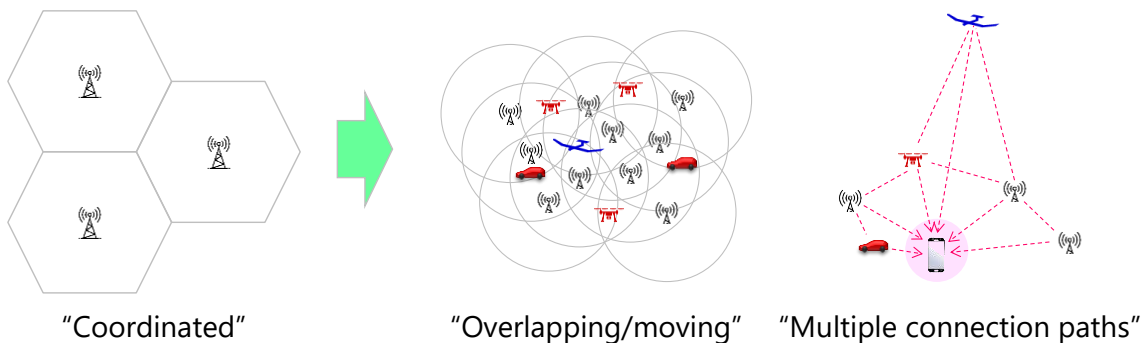 “Coordinated”
“Overlapping/moving”
“Multiple connection paths”